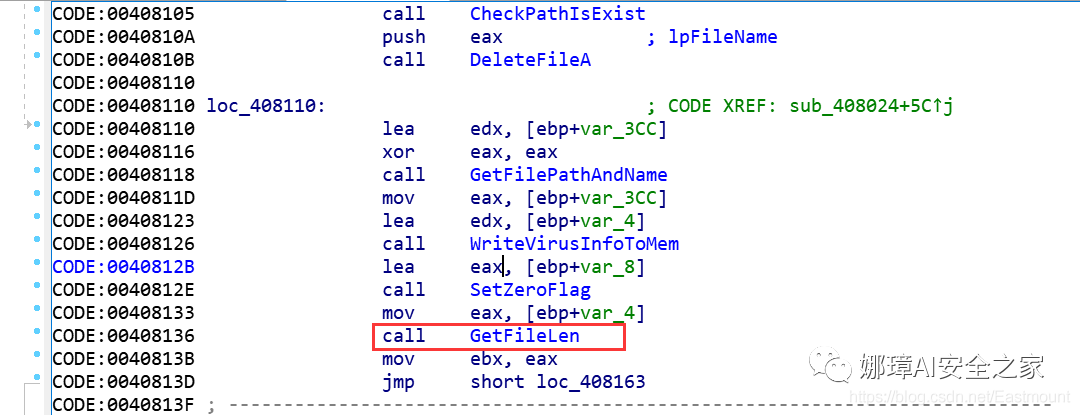 CODE:00408105 call CheckPathIsExist
CODE:0040810A push eax ; lpFileName
CODE:0040810B call DeleteFileA
CODE:00408110
CODE:00408110 loc_408110: ; CODE XREF: sub_408024+5C↑j
CODE:00408110 lea edx, [ebp+var_3CC]
CODE:00408116 xor eax, eax
CODE:00408118 call GetFilePathAndName
CODE:0040811D mov eax, [ebp+var_3CC]
CODE:00408123 lea edx, [ebp+var_4]
CODE:00408126 call WriteVirusInfoToMem
CODE:0040812B lea eax, [ebp+var_8]
CODE:0040812E call SetZeroFlag
CODE:00408133 mov eax, [ebp+var_4]
CODE:00408136 call GetFileLen
CODE:0040813B mov ebx, eax
CODE:0040813D jmp short loc_408163
CODE:0040813F ; ---------------------------------------------------------------------------
娜璋AI安全之家
https://blog.csdn.net/Eastmount